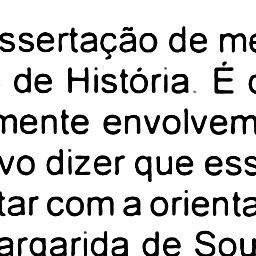 ssertação de me
de História. É
mente envolvem
vo dizer que ess
tar com a orienta
argarida de Sou